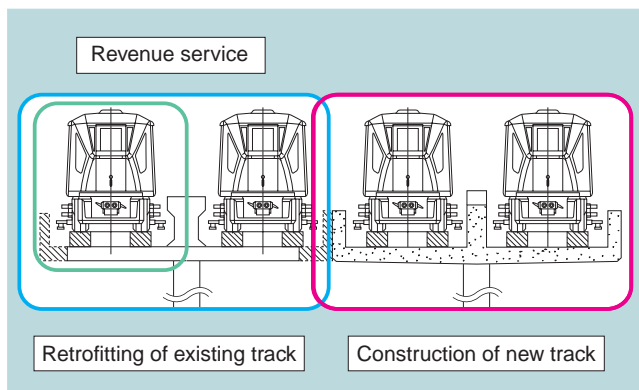 Revenue service
Retrofitting of existing track
Construction of new track